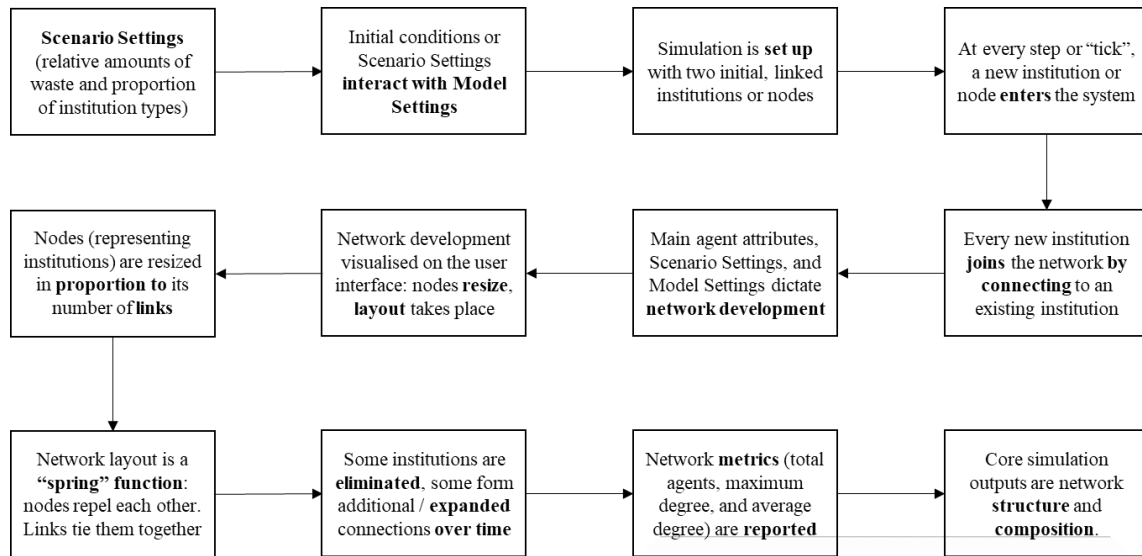 Scenario Settings
(relative amounts of
waste and proportion
of institution types)
Initial conditions or
Scenario Settings
interact with Model
Settings
Simulation is set up
with two initial, linked
institutions or nodes
At every step or “tick”,
a new institution or
node enters the system
Every new institution
joins the network by
connecting to an
existing institution
Main agent attributes,
Scenario Settings, and
Model Settings dictate
network development
Network development
visualised on the user
interface: nodes resize,
layout takes place
Nodes (representing
institutions) are resized
in proportion to its
number of links
Network layout is a
“spring” function:
nodes repel each other.
Links tie them together
Some institutions are
eliminated, some form
additional / expanded
connections over time
Network metrics (total
agents, maximum
degree, and average
degree) are reported
Core simulation
outputs are network
structure and
composition.